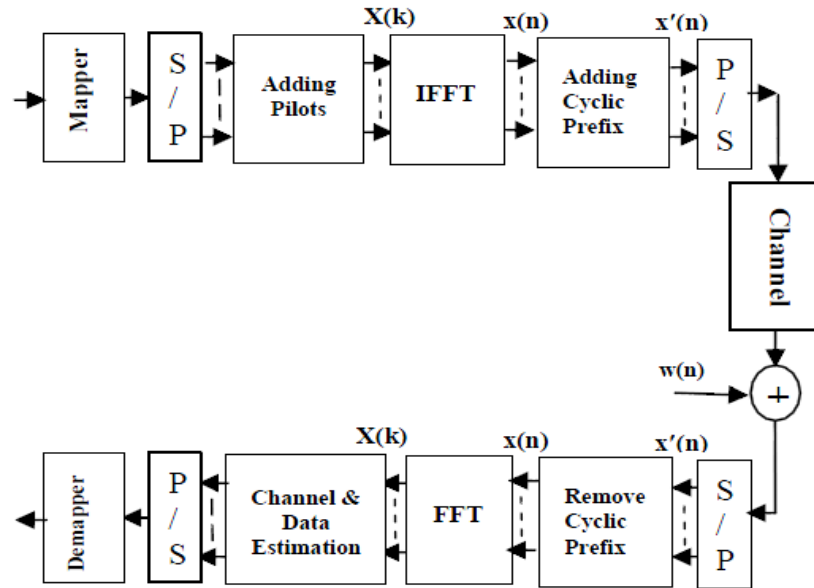 X(k)
x(n)
x′(n)
Mapper
S
/
P
Adding
Pilots
IFFT
Adding
Cyclic
Prefix
P
/
S
Channel
w(n)
+
X(k)
x(n)
x′(n)
Demapper
P
/
S
Channel &
Data
Estimation
FFT
Remove
Cyclic
Prefix
S
/
P